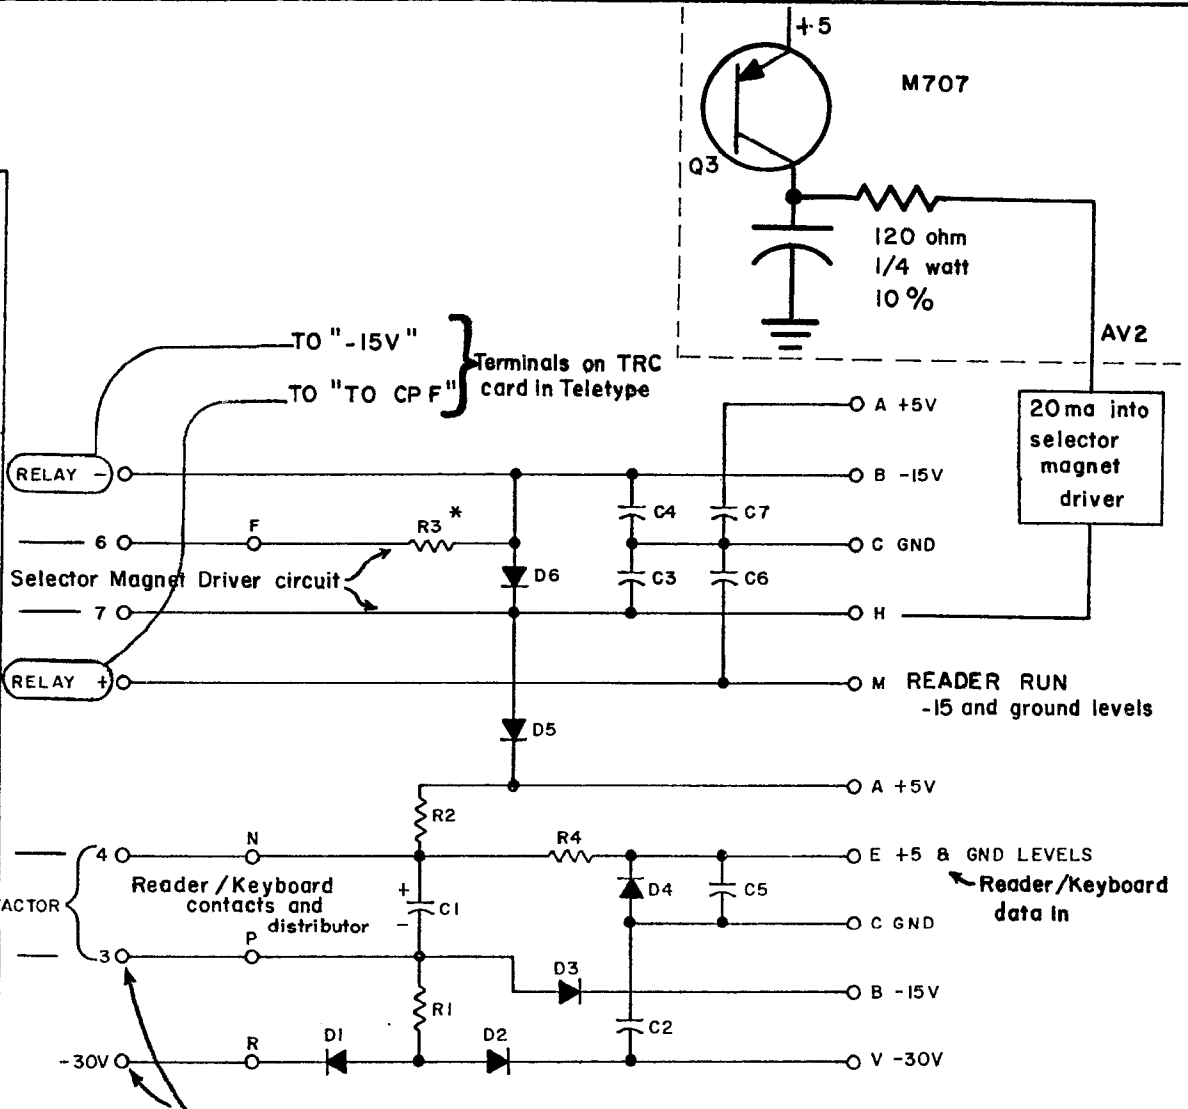 +5
M707
Q3
120 ohm
1/4 watt
10%
AV2
TO "-15V"
TO "TO CP F"
Terminals on TRC
card in Teletype
20ma into
selector
magnet
driver
A +5V
RELAY -
B -15V
C4
C7
6
F
R3 *
C GND
Selector Magnet Driver circuit
D6
C3
C6
7
H
RELAY +
M READER RUN
-15 and ground levels
D5
A +5V
R2
4
N
R4
E +5 & GND LEVELS
Reader/Keyboard
contacts and
distributor
+
C1
-
D4
C5
Reader/Keyboard
data In
ACTOR
C GND
3
P
D3
B -15V
R1
C2
-30V
R
D1
D2
V -30V